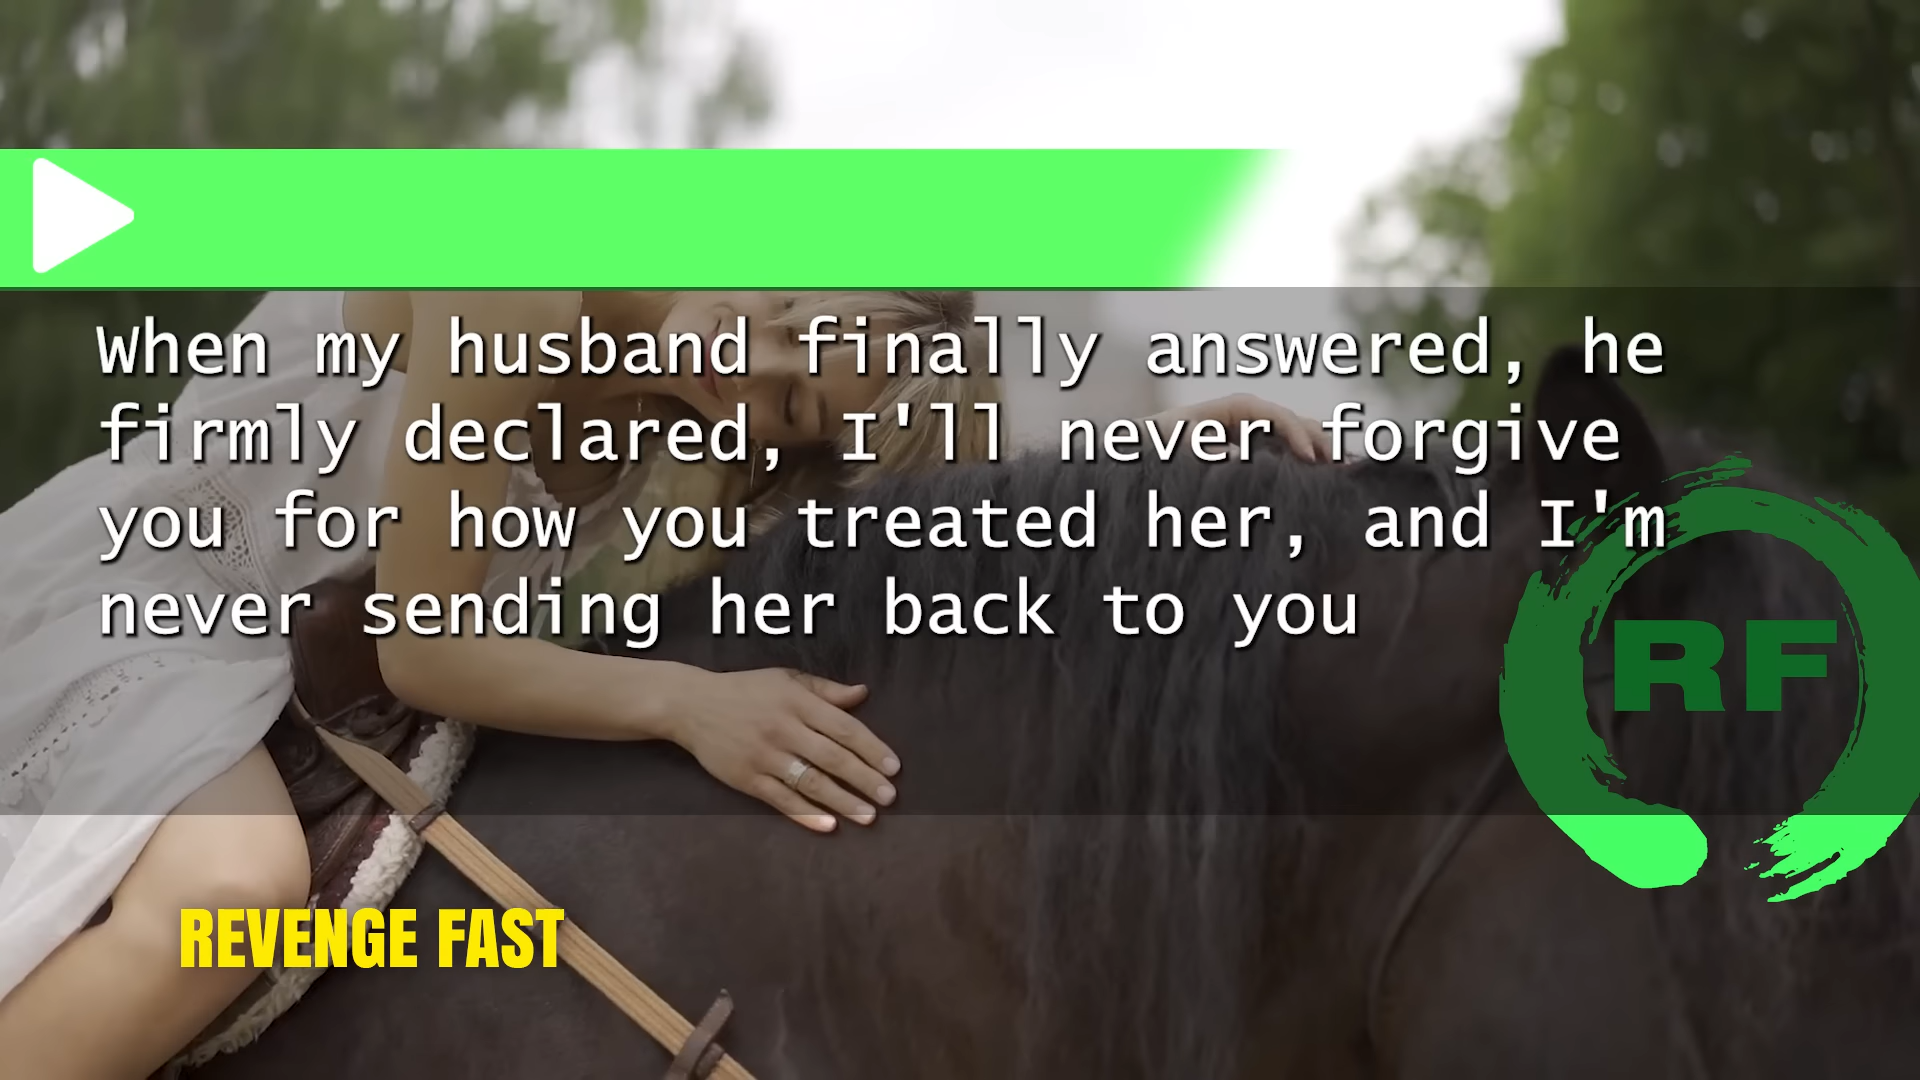 When my husband finally answered, he
firmly declared, I'll never forgive
you for how you treated her, and I'm
never sending her back to you
RF
REVENGE FAST